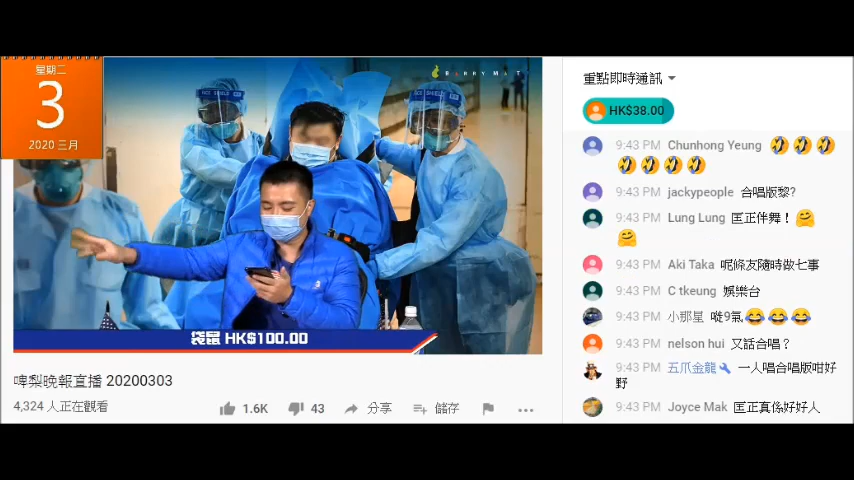 星期二
3
2020 三月
BARRYMAT
FACE SHIELD
袋鼠 HK$100.00
啤梨晚報直播 20200303
4,324 人正在觀看
1.6K
43
分享
儲存
重點即時通訊
HK$38.00
9:43 PM Chunhong Yeung 🤣🤣🤣
🤣🤣🤣🤣
9:43 PM jackypeople 合唱版黎?
9:43 PM Lung Lung 匡正伴舞！🤗
🤗
9:43 PM Aki Taka 呢條友隨時做七事
9:43 PM C tkeung 娛樂台
9:43 PM 小那星 嘥9氣😂😂😂
9:43 PM nelson hui 又話合唱？
9:43 PM 五爪金龍 一人唱合唱版咁好
野
9:43 PM Joyce Mak 匡正真係好好人